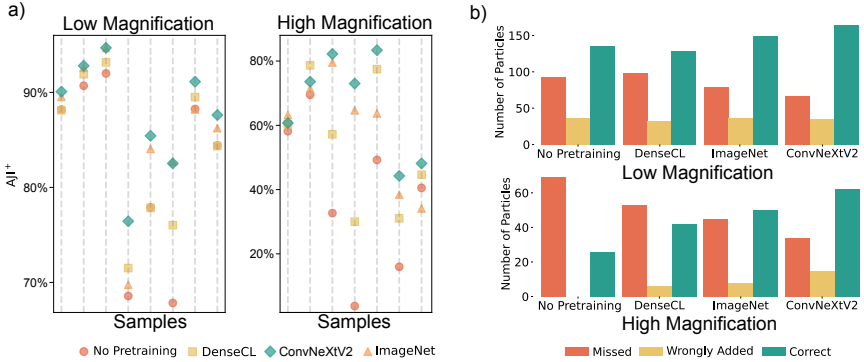 a)
Low Magnification
High Magnification
AJI+
90%
80%
70%
80%
60%
40%
20%
Samples
Samples
No Pretraining DenseCL ConvNeXtV2 ImageNet
b)
Number of Particles
150
100
50
0
No Pretraining DenseCL ImageNet ConvNeXtV2
Low Magnification
Number of Particles
60
40
20
0
No Pretraining DenseCL ImageNet ConvNeXtV2
High Magnification
Missed Wrongly Added Correct